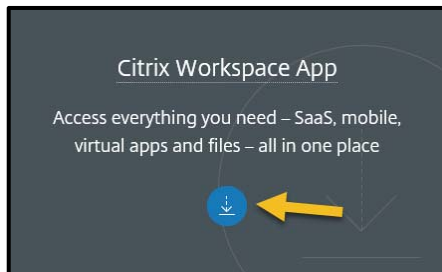 Citrix Workspace App
Access everything you need – SaaS, mobile,
virtual apps and files – all in one place